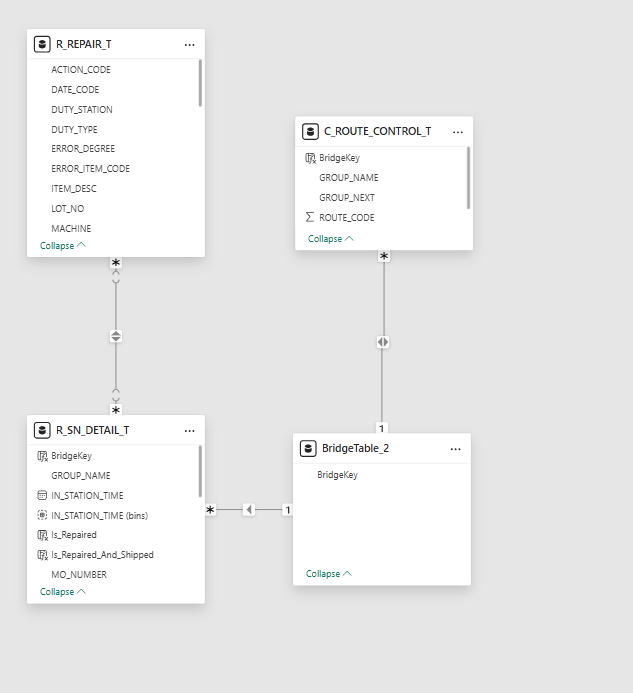 R_REPAIR_T
ACTION_CODE
DATE_CODE
DUTY_STATION
DUTY_TYPE
ERROR_DEGREE
ERROR_ITEM_CODE
ITEM_DESC
LOT_NO
MACHINE
Collapse
*
*
C_ROUTE_CONTROL_T
BridgeKey
GROUP_NAME
GROUP_NEXT
ROUTE_CODE
Collapse
*
1
R_SN_DETAIL_T
BridgeKey
GROUP_NAME
IN_STATION_TIME
IN_STATION_TIME (bins)
Is_Repaired
Is_Repaired_And_Shipped
MO_NUMBER
Collapse
* 1
BridgeTable_2
BridgeKey
Collapse